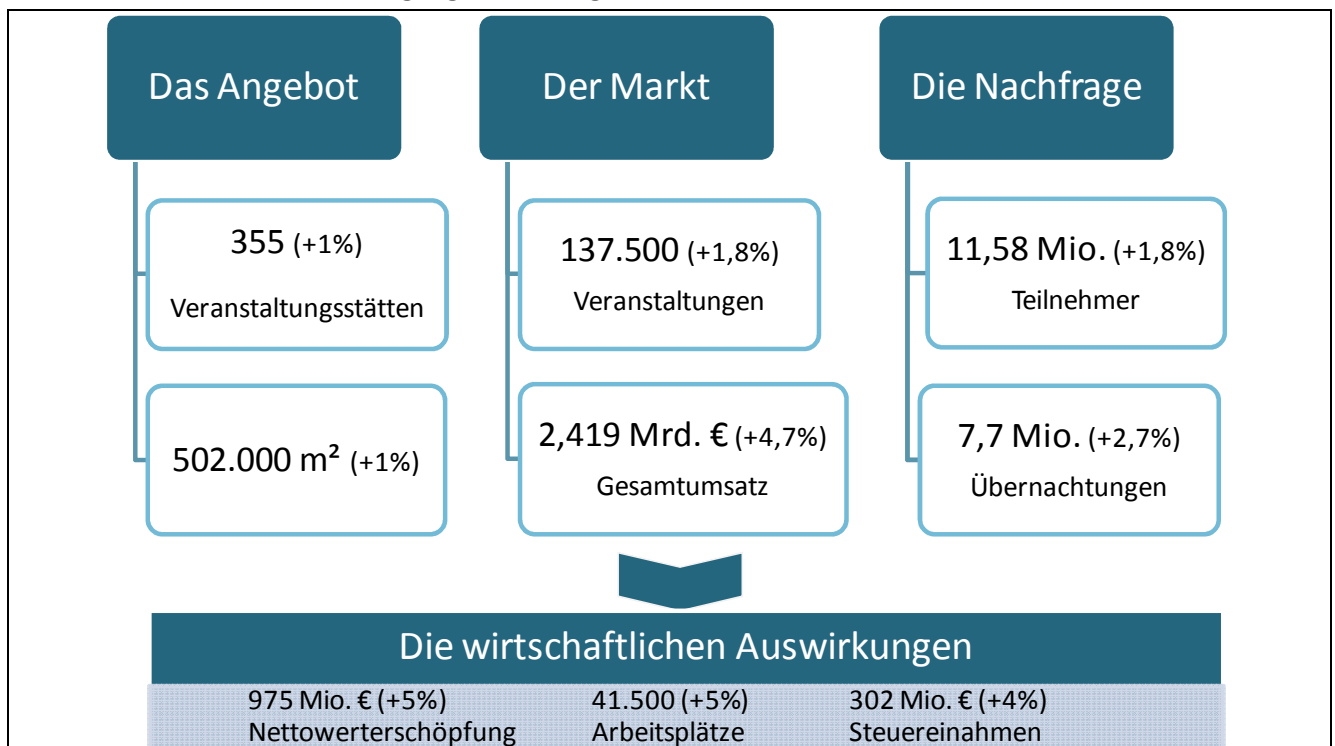 Das Angebot
355 (+1%)
Veranstaltungsstätten
502.000 m² (+1%)
Der Markt
137.500 (+1,8%)
Veranstaltungen
2,419 Mrd. € (+4,7%)
Gesamtumsatz
Die Nachfrage
11,58 Mio. (+1,8%)
Teilnehmer
7,7 Mio. (+2,7%)
Übernachtungen
Die wirtschaftlichen Auswirkungen
975 Mio. € (+5%)
Nettowerterschöpfung
41.500 (+5%)
Arbeitsplätze
302 Mio. € (+4%)
Steuereinahmen